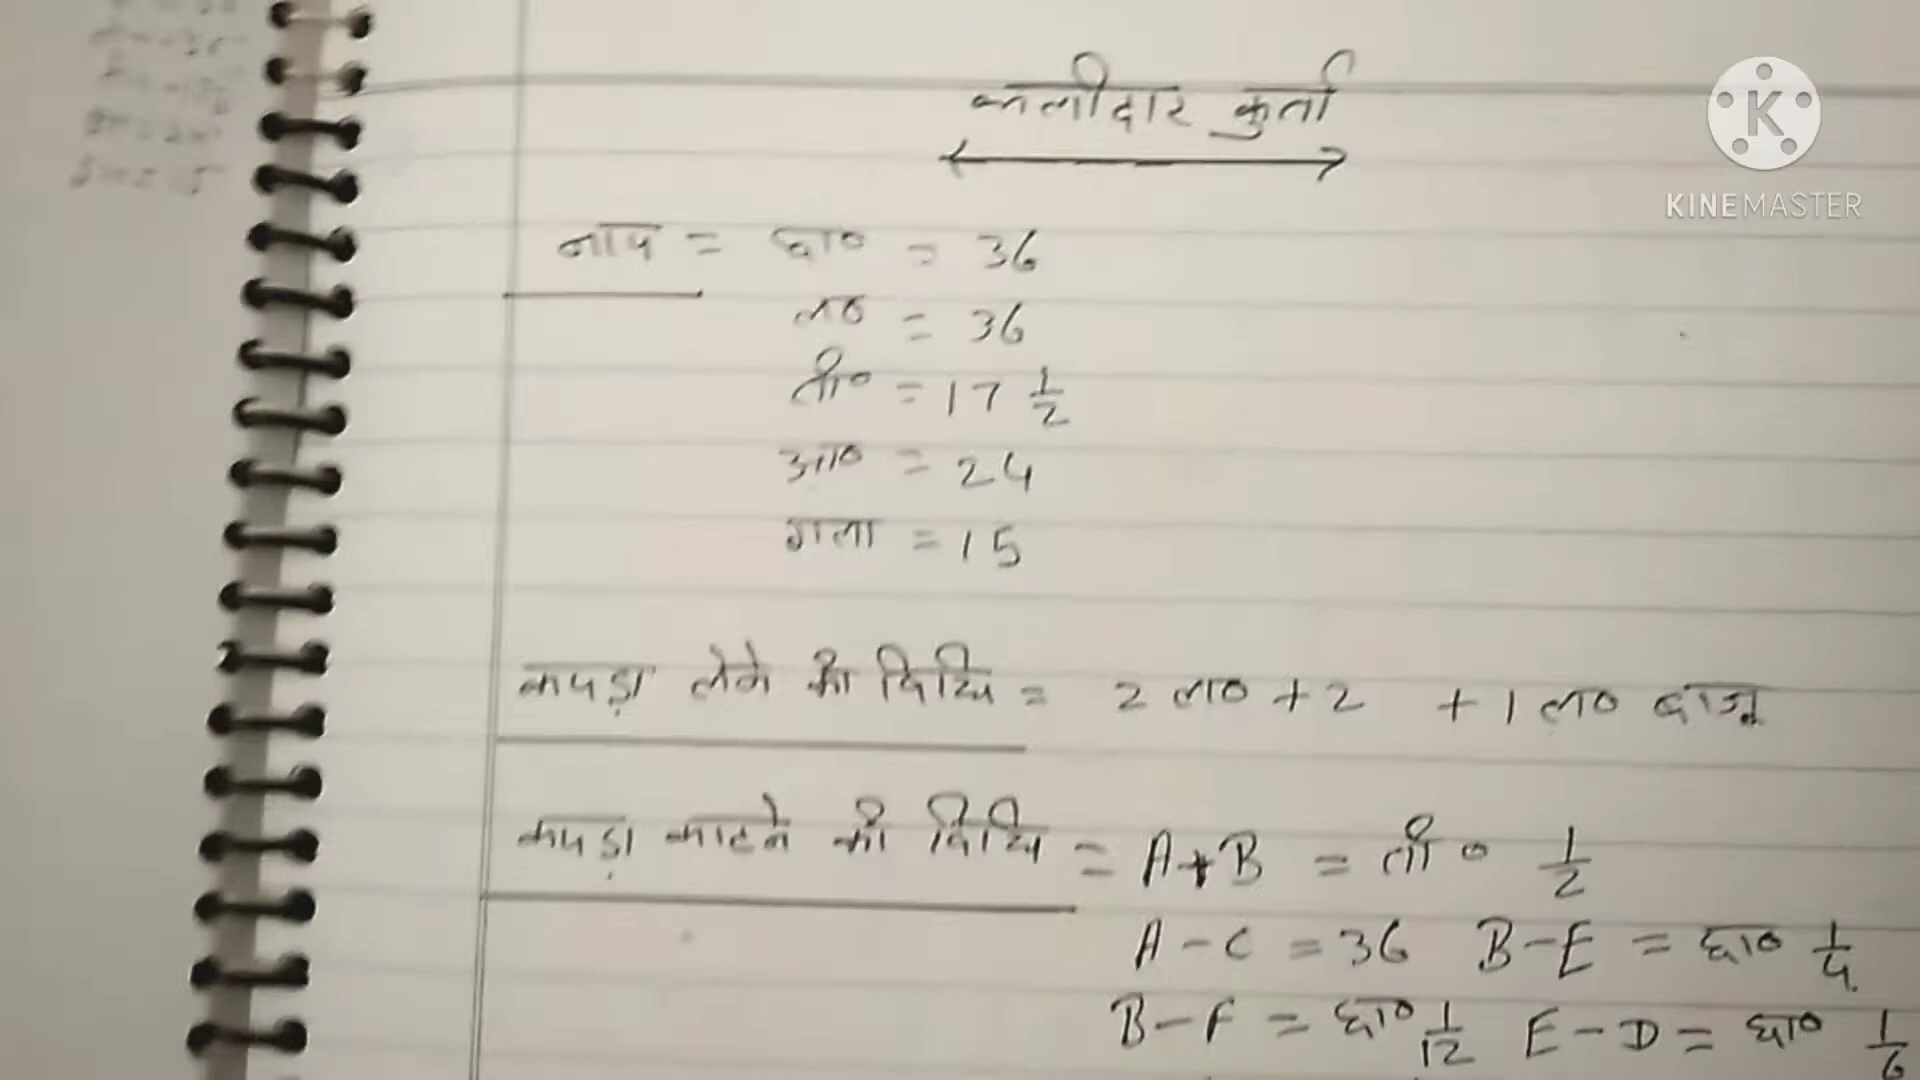 कलीदार कुर्ता
KINEMASTER
नाप = छा० = 36
ल० = 36
ती० = 17 1/2
आ० = 24
गला = 15
कपड़ा लेने की विधि = 2 ल० + 2 + 1 ल० बाजू
कपड़ा काटने की विधि = A+B = ती० 1/2
A-C = 36 B-E = छा० 1/4
B-F = छा० 1/12 E-D = छा० 1/6